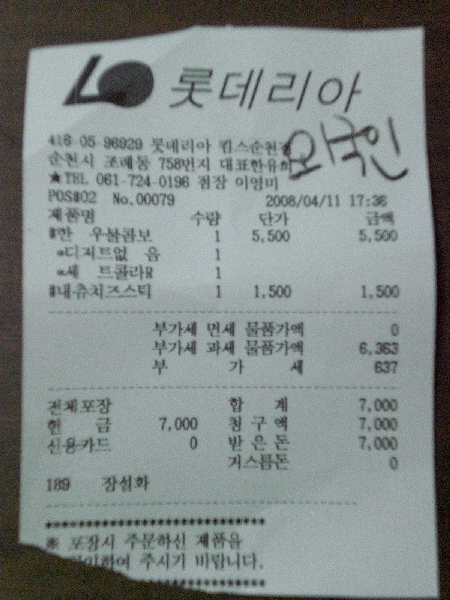 롯데리아
416-05-96929 롯데리아 킴스순천점
외국인
순천시 조례동 758번지 대표한유희
★TEL 061-724-0196 점장 이영미
POS#02 No.00079 2008/04/11 17:36
제품명 수량 단가 금액
#한 우불콤보 1 5,500 5,500
*디저트없 음 1
*세 트콜라R 1
#내츄치즈스틱 1 1,500 1,500
부가세 면세 물품가액 0
부가세 과세 물품가액 6,363
부 가 세 637
전체포장 합 계 7,000
현 금 7,000 청 구 액 7,000
신용카드 0 받 은 돈 7,000
거스름돈 0
189 장설화
※ 포장시 주문하신 제품을
하여 주시기 바랍니다.